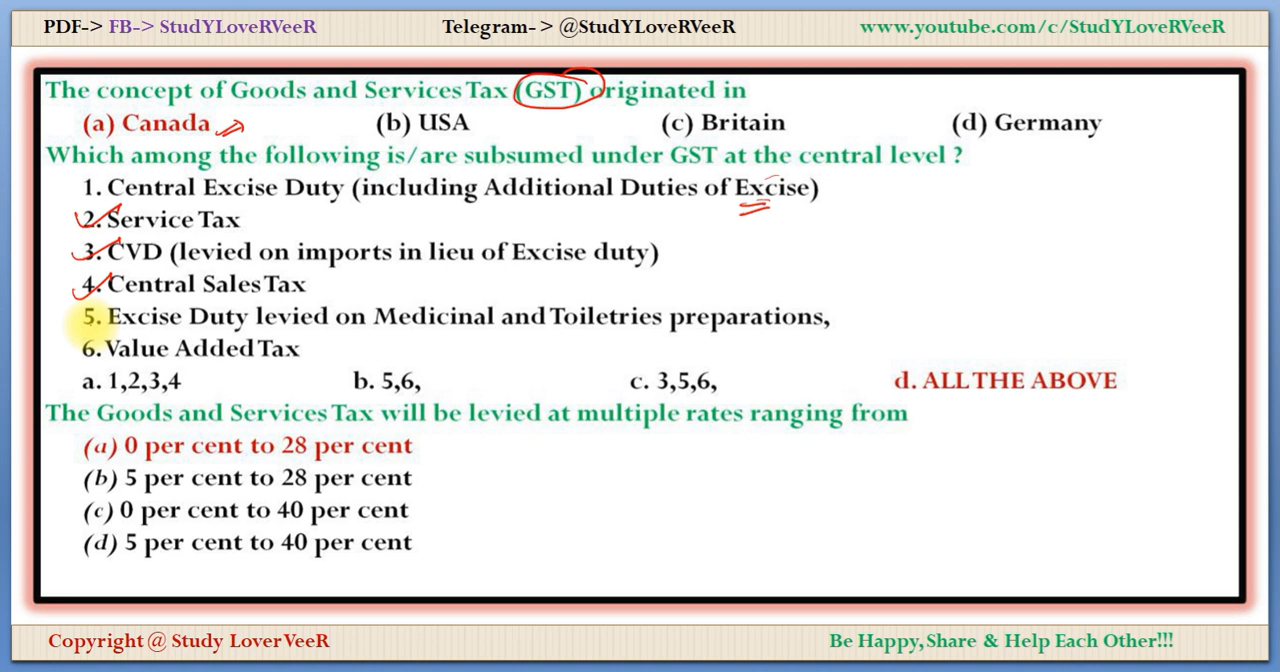 PDF-> FB-> StudYLoveRVeeR Telegram- > @StudYLoveRVeeR www.youtube.com/c/StudYLoveRVeeR
The concept of Goods and Services Tax (GST) originated in
(a) Canada (b) USA (c) Britain (d) Germany
Which among the following is/are subsumed under GST at the central level ?
1. Central Excise Duty (including Additional Duties of Excise)
2. Service Tax
3. CVD (levied on imports in lieu of Excise duty)
4. Central Sales Tax
5. Excise Duty levied on Medicinal and Toiletries preparations,
6. Value Added Tax
a. 1,2,3,4 b. 5,6, c. 3,5,6, d. ALL THE ABOVE
The Goods and Services Tax will be levied at multiple rates ranging from
(a) 0 per cent to 28 per cent
(b) 5 per cent to 28 per cent
(c) 0 per cent to 40 per cent
(d) 5 per cent to 40 per cent
Copyright @ Study Lover VeeR Be Happy, Share & Help Each Other!!!